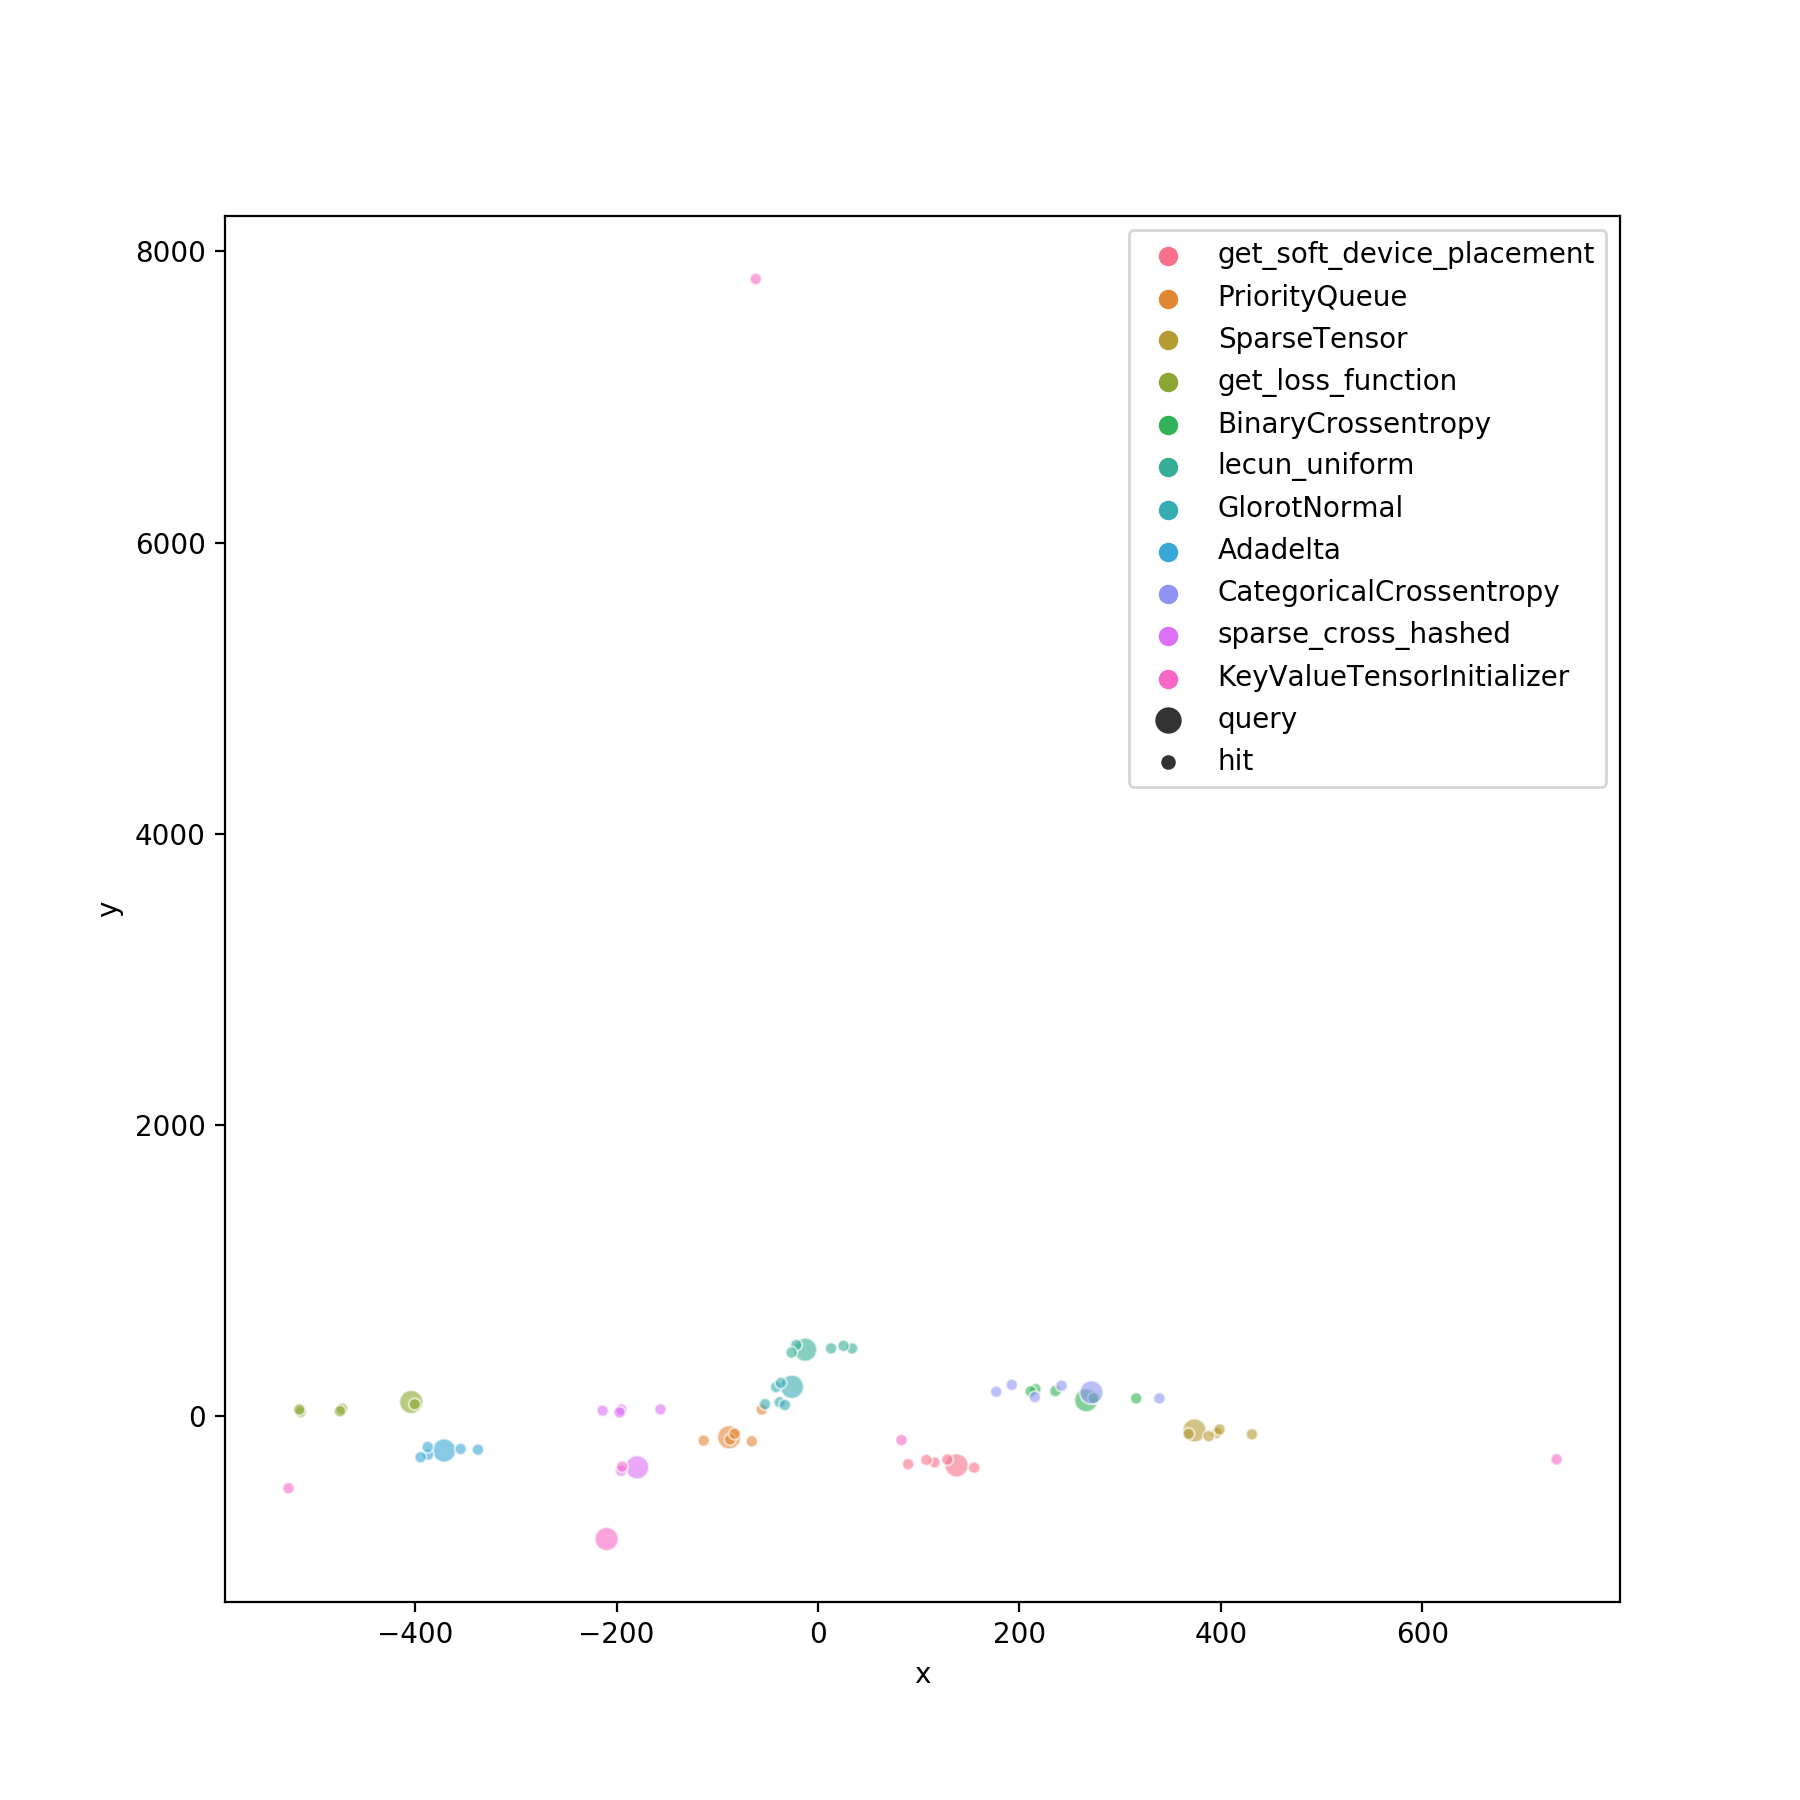 8000
6000
4000
2000
0
y
−400
−200
0
200
400
600
x
get_soft_device_placement
PriorityQueue
SparseTensor
get_loss_function
BinaryCrossentropy
lecun_uniform
GlorotNormal
Adadelta
CategoricalCrossentropy
sparse_cross_hashed
KeyValueTensorInitializer
query
hit